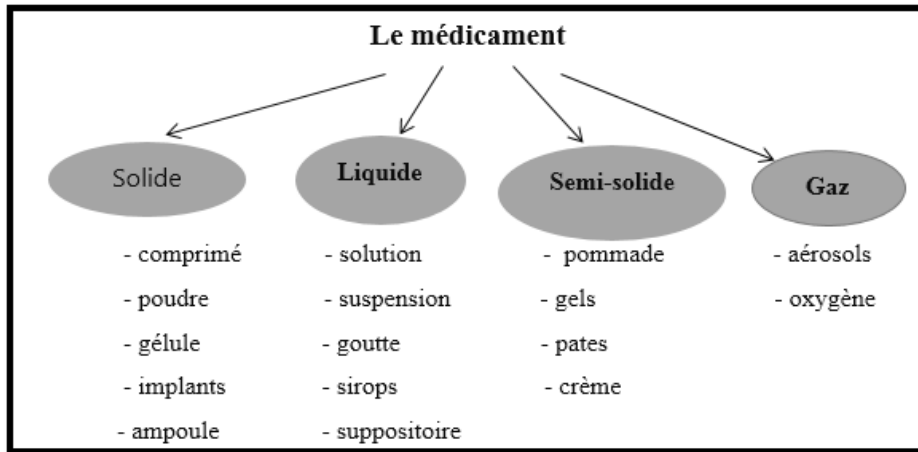 Le médicament
Solide
- comprimé
- poudre
- gélule
- implants
- ampoule
Liquide
- solution
- suspension
- goutte
- sirops
- suppositoire
Semi-solide
- pommade
- gels
- pates
- crème
Gaz
- aérosols
- oxygène